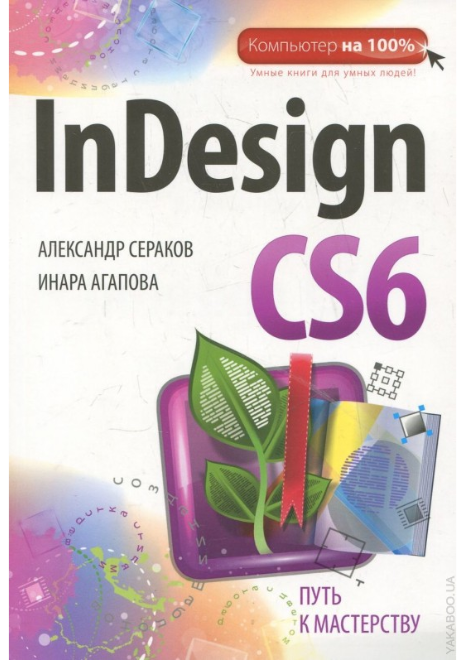 Компьютер на 100%
Умные книги для умных людей!
InDesign
CS6
АЛЕКСАНДР СЕРАКОВ
ИНАРА АГАПОВА
ПУТЬ
К МАСТЕРСТВУ
YAKABOO.UA